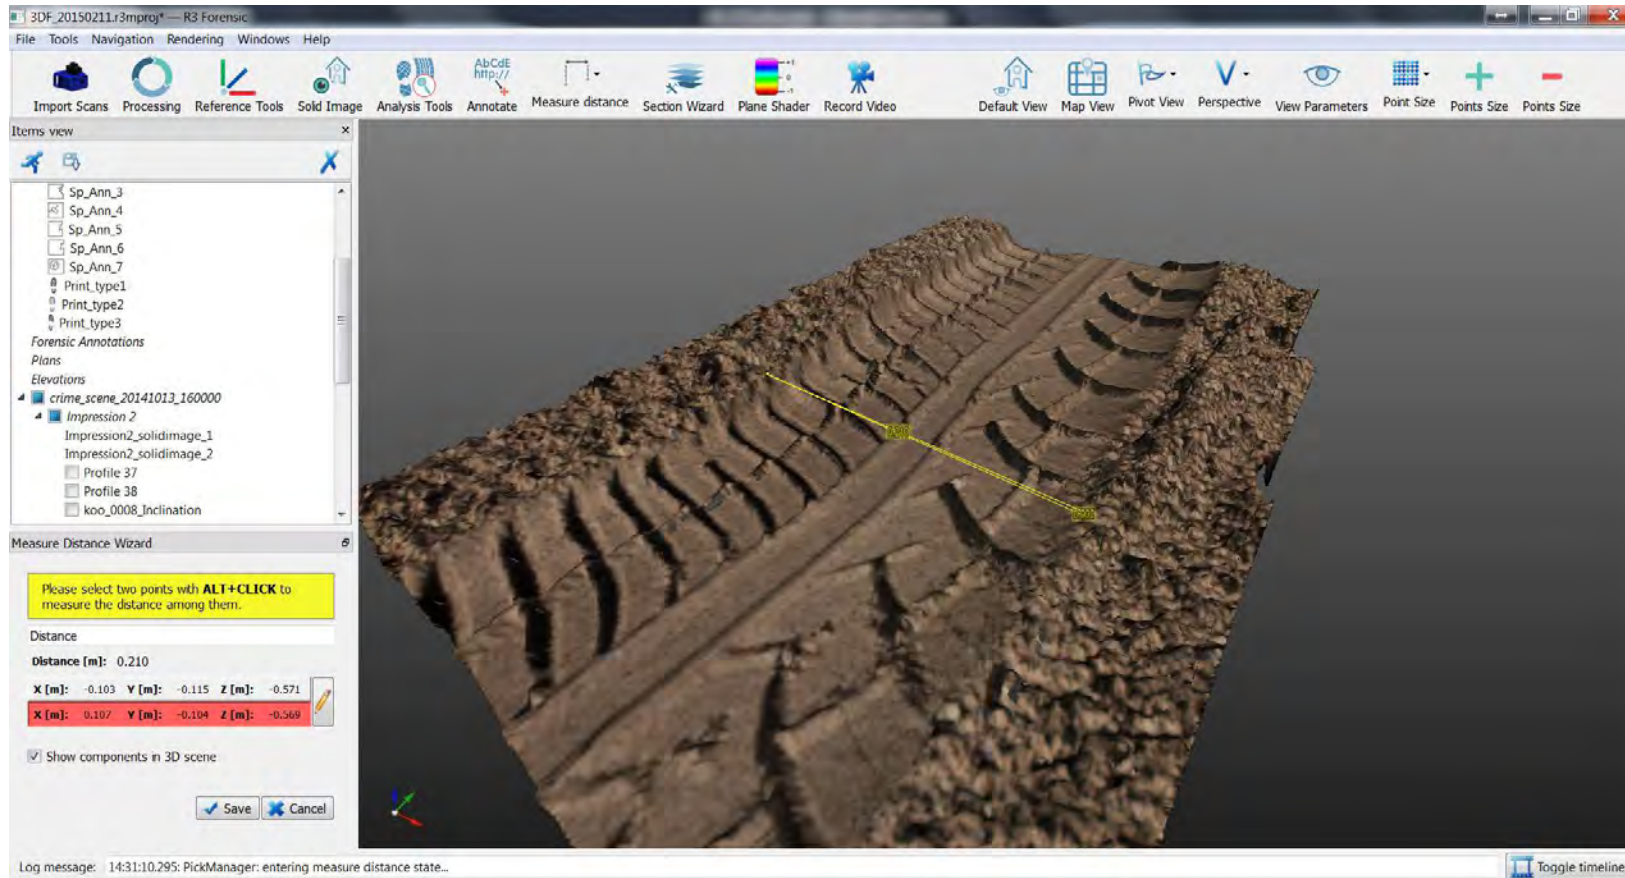 3DF_20150211.r3mproj* — R3 Forensic
File Tools Navigation Rendering Windows Help
AbCdE
http://
Import Scans Processing Reference Tools Solid Image Analysis Tools Annotate Measure distance Section Wizard Plane Shader Record Video Default View Map View Pivot View Perspective View Parameters Point Size Points Size Points Size
Items view
Sp_Ann_3
Sp_Ann_4
Sp_Ann_5
Sp_Ann_6
Sp_Ann_7
Print_type1
Print_type2
Print_type3
Forensic Annotations
Plans
Elevations
crime_scene_20141013_160000
Impression 2
Impression2_solidimage_1
Impression2_solidimage_2
Profile 37
Profile 38
koo_0008_Inclination
Measure Distance Wizard
Please select two points with ALT+CLICK to
measure the distance among them.
Distance
Distance [m]: 0.210
X [m]: -0.103 Y [m]: -0.115 Z [m]: -0.571
X [m]: 0.107 Y [m]: -0.104 Z [m]: -0.569
Show components in 3D scene
Save Cancel
Log message: 14:31:10.295: PickManager: entering measure distance state...
Toggle timeline